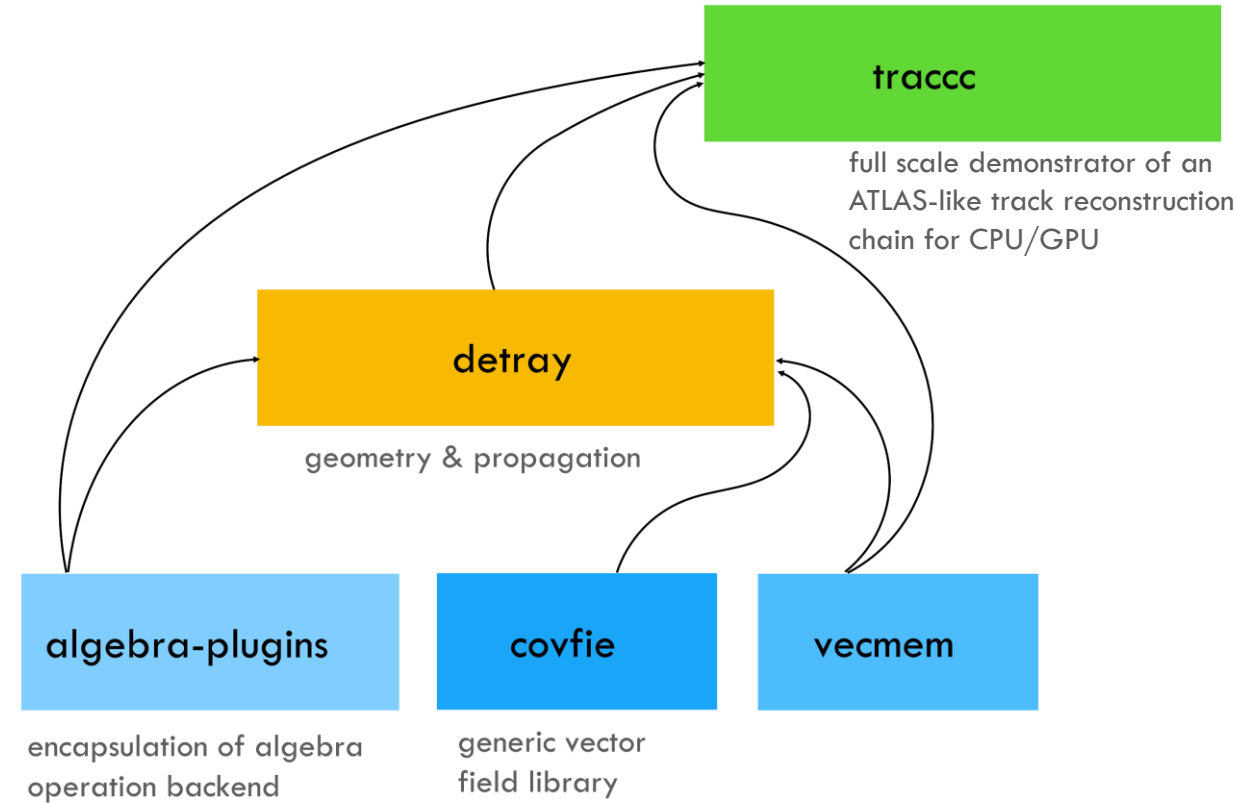 traccc
full scale demonstrator of an
ATLAS-like track reconstruction
chain for CPU/GPU
detray
geometry & propagation
algebra-plugins
encapsulation of algebra
operation backend
covfie
generic vector
field library
vecmem